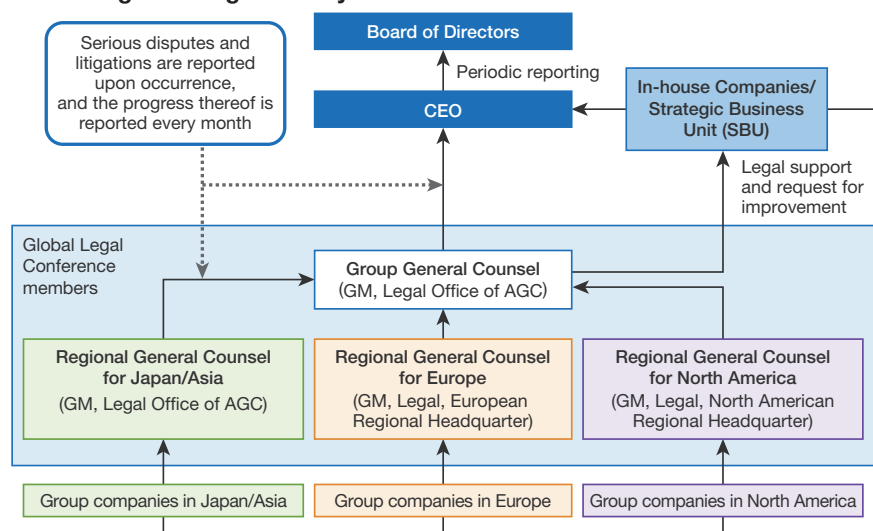 Board of Directors
Serious disputes and
litigations are reported
upon occurrence,
and the progress thereof is
reported every month
Periodic reporting
CEO
In-house Companies/
Strategic Business
Unit (SBU)
Legal support
and request for
improvement
Global Legal
Conference
members
Group General Counsel
(GM, Legal Office of AGC)
Regional General Counsel
for Japan/Asia
(GM, Legal Office of AGC)
Regional General Counsel
for Europe
(GM, Legal, European
Regional Headquarter)
Regional General Counsel
for North America
(GM, Legal, North American
Regional Headquarter)
Group companies in Japan/Asia
Group companies in Europe
Group companies in North America